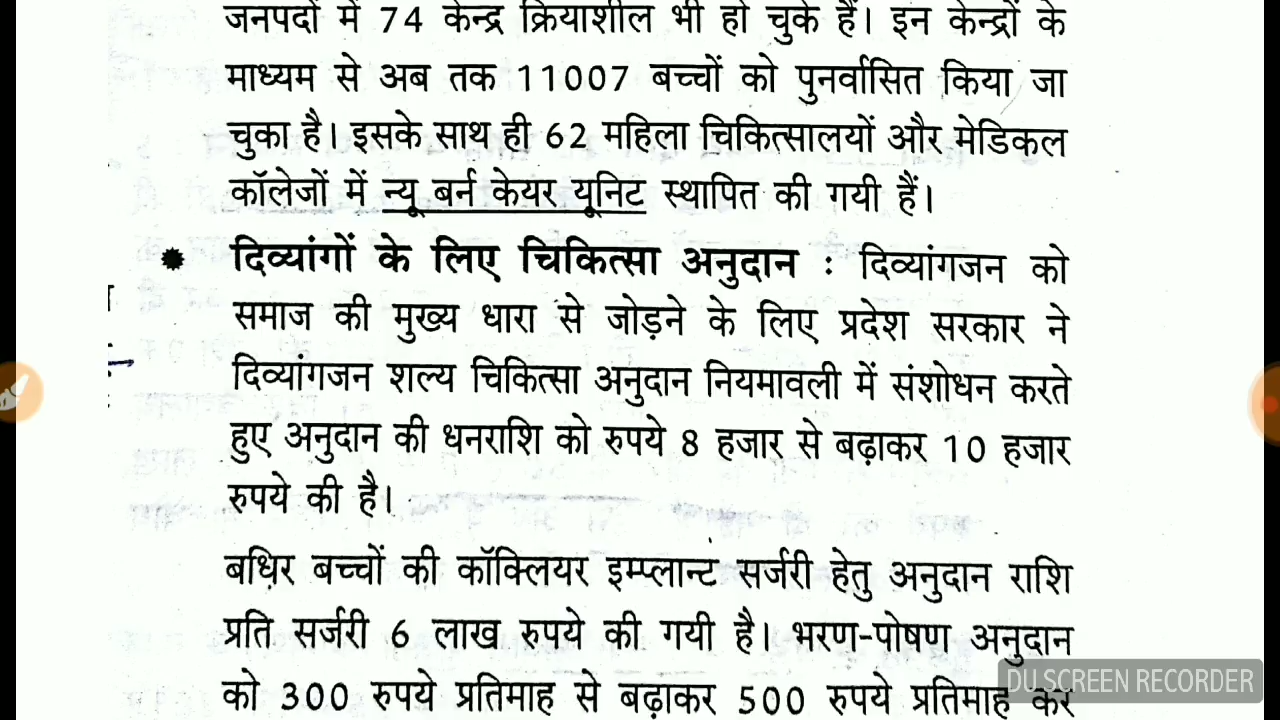 जनपदों में 74 केन्द्र क्रियाशील भी हो चुके हैं। इन केन्द्रों के
माध्यम से अब तक 11007 बच्चों को पुनर्वासित किया जा
चुका है। इसके साथ ही 62 महिला चिकित्सालयों और मेडिकल
कॉलेजों में न्यू बर्न केयर यूनिट स्थापित की गयी हैं।
दिव्यांगों के लिए चिकित्सा अनुदान : दिव्यांगजन को
समाज की मुख्य धारा से जोड़ने के लिए प्रदेश सरकार ने
दिव्यांगजन शल्य चिकित्सा अनुदान नियमावली में संशोधन करते
हुए अनुदान की धनराशि को रुपये 8 हजार से बढ़ाकर 10 हजार
रुपये की है।
बधिर बच्चों की कॉक्लियर इम्प्लान्ट सर्जरी हेतु अनुदान राशि
प्रति सर्जरी 6 लाख रुपये की गयी है। भरण-पोषण अनुदान
को 300 रुपये प्रतिमाह से बढ़ाकर 500 रुपये प्रतिमाह कर
DU SCREEN RECORDER